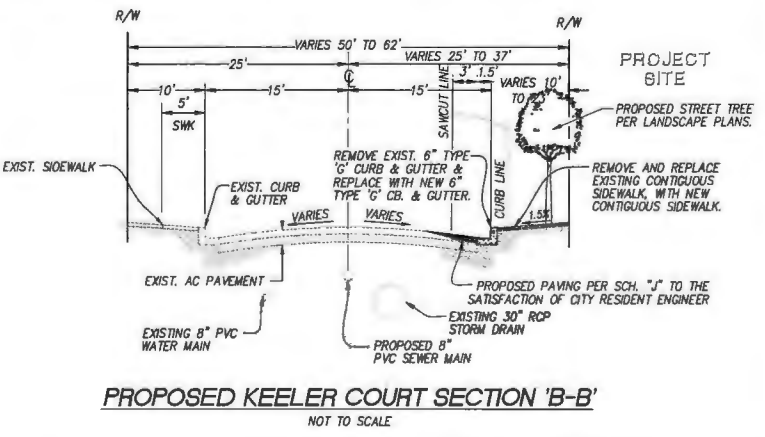 R/W
R/W
VARIES 50' TO 62'
25'
VARIES 25' TO 37'
℄
PROJECT
SITE
10'
15'
15'
3'
1.5'
VARIES 10'
TO
5'
SWK
SAWCUT LINE
PROPOSED STREET TREE
PER LANDSCAPE PLANS.
EXIST. SIDEWALK
EXIST. CURB
& GUTTER
REMOVE EXIST. 6" TYPE
'G' CURB & GUTTER &
REPLACE WITH NEW 6"
TYPE 'G' CB. & GUTTER.
CURB LINE
REMOVE AND REPLACE
EXISTING CONTIGUOUS
SIDEWALK, WITH NEW
CONTIGUOUS SIDEWALK.
VARIES
VARIES
1.5%
EXIST. AC PAVEMENT
PROPOSED PAVING PER SCH. "J" TO THE
SATISFACTION OF CITY RESIDENT ENGINEER
EXISTING 8" PVC
WATER MAIN
PROPOSED 8"
PVC SEWER MAIN
EXISTING 30" RCP
STORM DRAIN
PROPOSED KEELER COURT SECTION 'B-B'
NOT TO SCALE